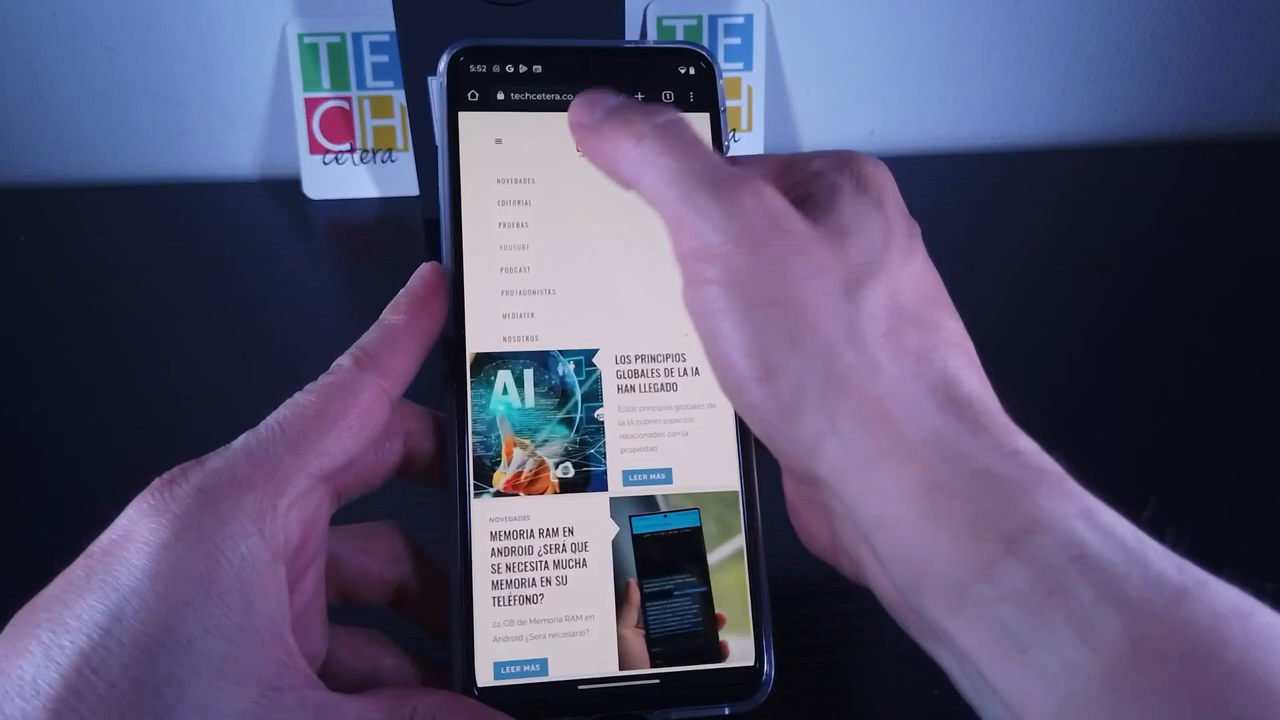 TE
CH
cetera
TE
H
a
5:52
techcetera.co
1
NOVEDADES
EDITORIAL
PRUEBAS
YOUTUBE
PODCAST
PROTAGONISTAS
MEDIATEK
NOSOTROS
AI
LOS PRINCIPIOS
GLOBALES DE LA IA
HAN LLEGADO
Estos principios globales de
la IA cubren aspectos
relacionados con la
propiedad
LEER MÁS
NOVEDADES
MEMORIA RAM EN
ANDROID ¿SERÁ QUE
SE NECESITA MUCHA
MEMORIA EN SU
TELÉFONO?
24 GB de Memoria RAM en
Android ¿Será necesario?
LEER MÁS